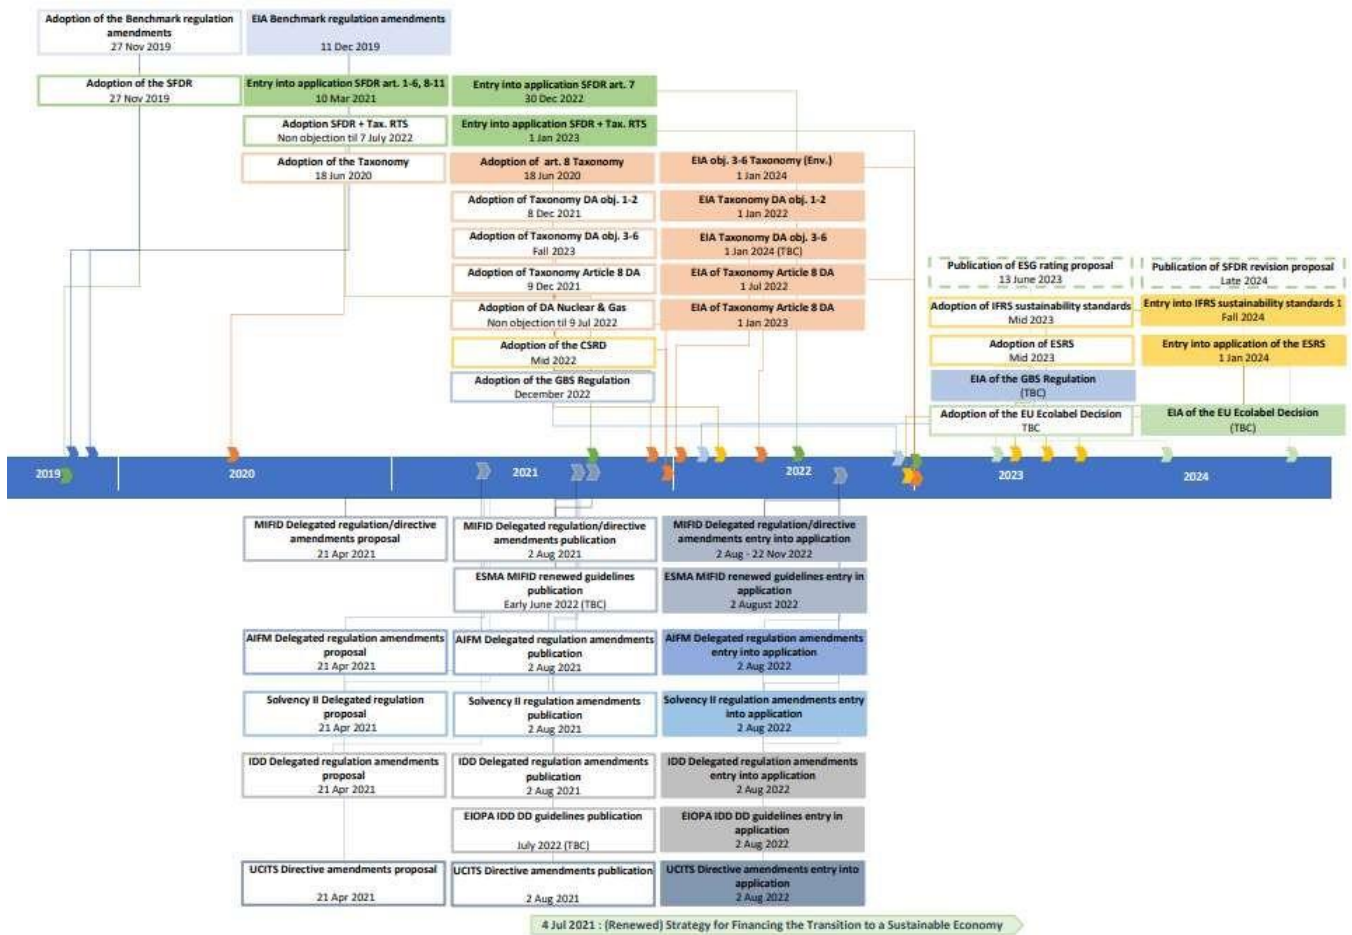 Adoption of the Benchmark regulation
amendments
27 Nov 2019
EIA Benchmark regulation amendments
11 Dec 2019
Adoption of the SFDR
27 Nov 2019
Entry into application SFDR art. 1-6, 8-11
10 Mar 2021
Entry into application SFDR art. 7
30 Dec 2022
Adoption SFDR + Tax. RTS
Non objection til 7 July 2022
Entry into application SFDR + Tax. RTS
1 Jan 2023
Adoption of the Taxonomy
18 Jun 2020
Adoption of art. 8 Taxonomy
18 Jun 2020
EIA obj. 3-6 Taxonomy (Env.)
1 Jan 2024
Adoption of Taxonomy DA obj. 1-2
8 Dec 2021
EIA Taxonomy DA obj. 1-2
1 Jan 2022
Adoption of Taxonomy DA obj. 3-6
Fall 2023
EIA Taxonomy DA obj. 3-6
1 Jan 2024 (TBC)
Adoption of Taxonomy Article 8 DA
9 Dec 2021
EIA of Taxonomy Article 8 DA
1 Jul 2022
Adoption of DA Nuclear & Gas
Non objection til 9 Jul 2022
EIA of Taxonomy Article 8 DA
1 Jan 2023
Adoption of the CSRD
Mid 2022
Adoption of the GBS Regulation
December 2022
Publication of ESG rating proposal
13 June 2023
Publication of SFDR revision proposal
Late 2024
Adoption of IFRS sustainability standards
Mid 2023
Entry into IFRS sustainability standards 1
Fall 2024
Adoption of ESRS
Mid 2023
Entry into application of the ESRS
1 Jan 2024
EIA of the GBS Regulation
(TBC)
Adoption of the EU Ecolabel Decision
TBC
EIA of the EU Ecolabel Decision
(TBC)
2019
2020
2021
2022
2023
2024
MIFID Delegated regulation/directive
amendments proposal
21 Apr 2021
MIFID Delegated regulation/directive
amendments publication
2 Aug 2021
MIFID Delegated regulation/directive
amendments entry into application
2 Aug - 22 Nov 2022
ESMA MIFID renewed guidelines
publication
Early June 2022 (TBC)
ESMA MIFID renewed guidelines entry in
application
2 August 2022
AIFM Delegated regulation amendments
proposal
21 Apr 2021
AIFM Delegated regulation amendments
publication
2 Aug 2021
AIFM Delegated regulation amendments
entry into application
2 Aug 2022
Solvency II Delegated regulation
proposal
21 Apr 2021
Solvency II regulation amendments
publication
2 Aug 2021
Solvency II regulation amendments entry
into application
2 Aug 2022
IDD Delegated regulation amendments
proposal
21 Apr 2021
IDD Delegated regulation amendments
publication
2 Aug 2021
IDD Delegated regulation amendments
entry into application
2 Aug 2022
EIOPA IDD DD guidelines publication
July 2022 (TBC)
EIOPA IDD DD guidelines entry in
application
2 Aug 2022
UCITS Directive amendments proposal
21 Apr 2021
UCITS Directive amendments publication
2 Aug 2021
UCITS Directive amendments entry into
application
2 Aug 2022
4 Jul 2021 : (Renewed) Strategy for Financing the Transition to a Sustainable Economy